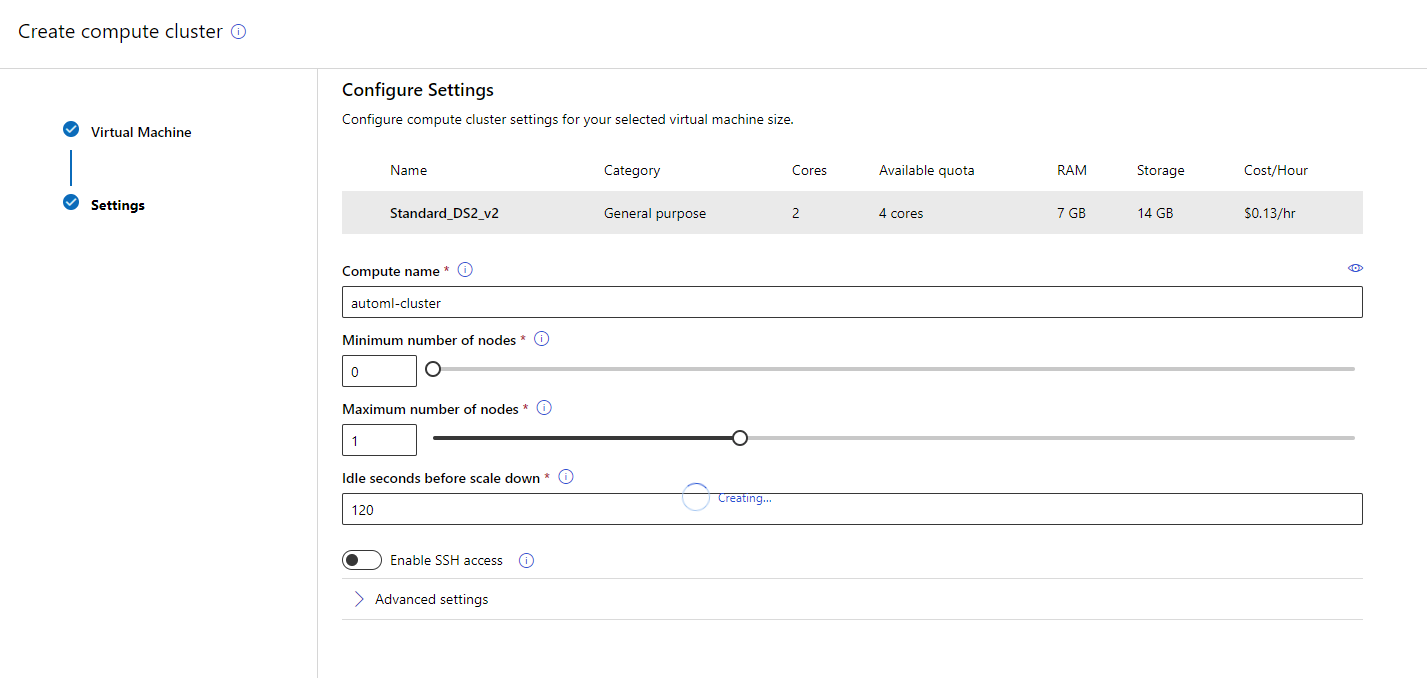 Create compute cluster
Virtual Machine
Settings
Configure Settings
Configure compute cluster settings for your selected virtual machine size.
Name Category Cores Available quota RAM Storage Cost/Hour
Standard_DS2_v2 General purpose 2 4 cores 7 GB 14 GB $0.13/hr
Compute name *
automl-cluster
Minimum number of nodes *
0
Maximum number of nodes *
1
Idle seconds before scale down *
Creating...
120
Enable SSH access
Advanced settings